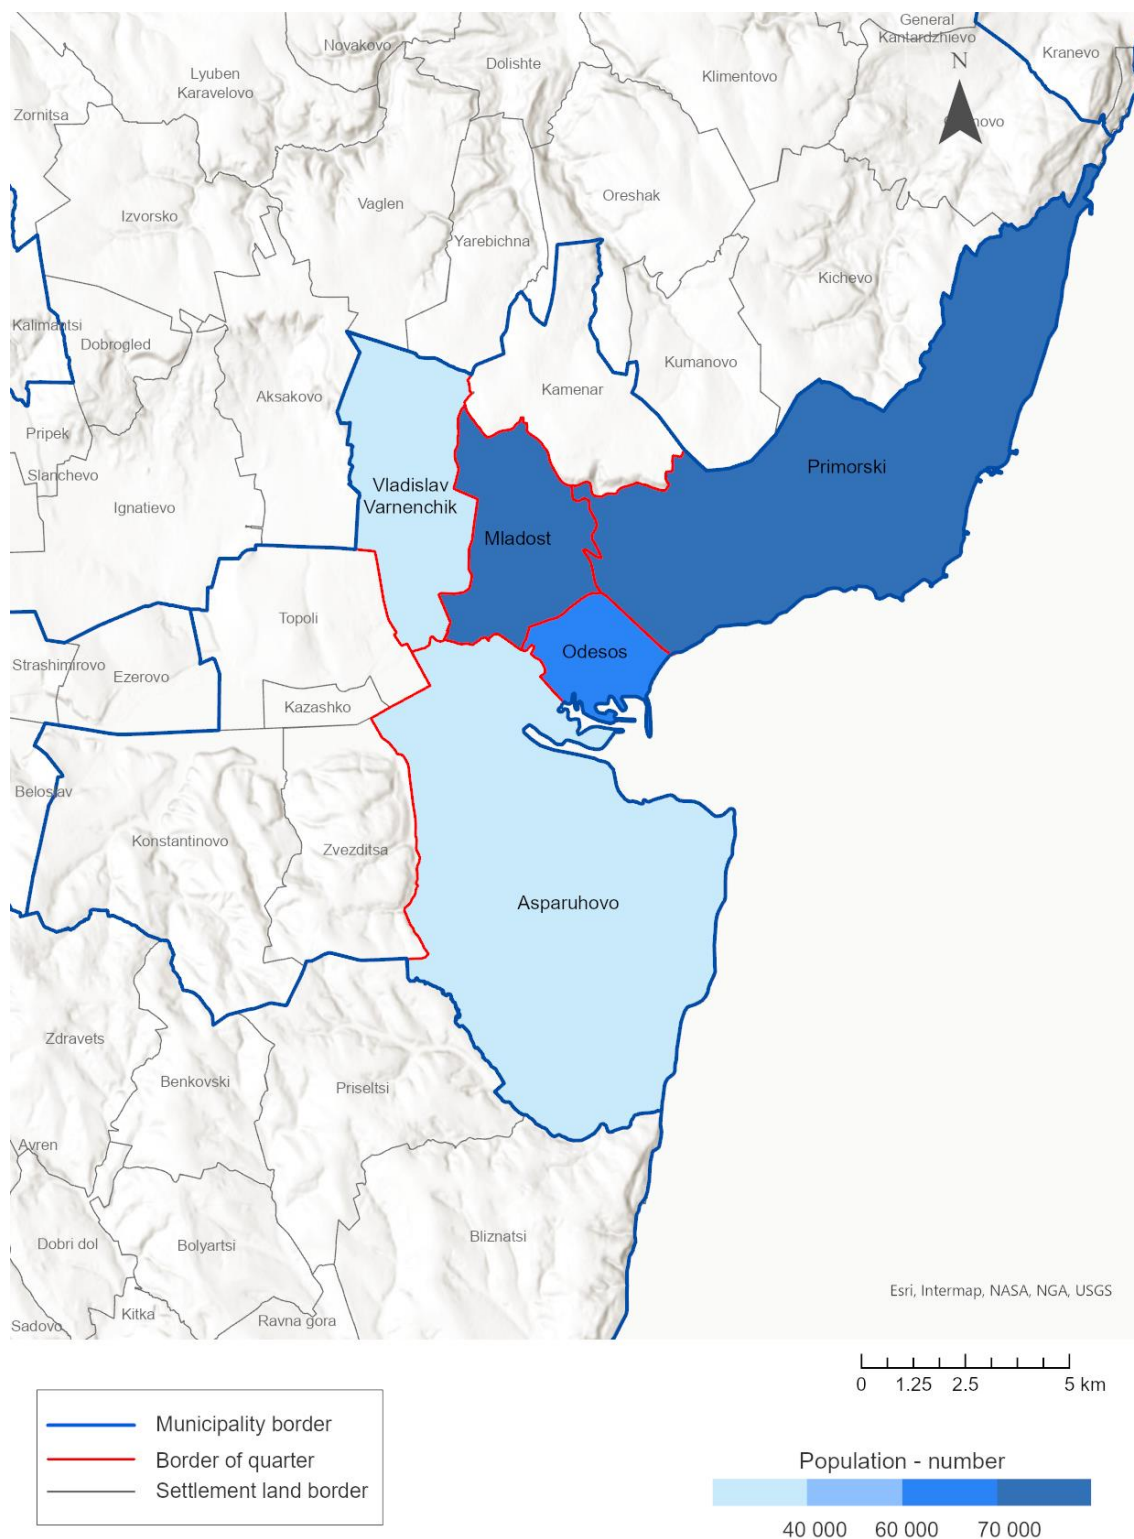 General
Kantardzhievo
Novakovo
Kranevo
Dolishte
Lyuben
Karavelovo
Klimentovo
N
Zornitsa
Oreshak
Vaglen
Izvorsko
Yarebichna
Kichevo
Kalimantsi
Dobrogled
Kumanovo
Kamenar
Aksakovo
Pripek
Primorski
Slanchevo
Vladislav
Varnenchik
Ignatievo
Mladost
Topoli
Odesos
Strashimirovo
Ezerovo
Kazashko
Beloslav
Konstantinovo
Zvezditsa
Asparuhovo
Zdravets
Benkovski
Priseltsi
Avren
Bliznatsi
Dobri dol
Bolyartsi
Esri, Intermap, NASA, NGA, USGS
Kitka
Ravna gora
Sadovo
0 1.25 2.5 5 km
Municipality border
Border of quarter
Settlement land border
Population - number
40 000 60 000 70 000